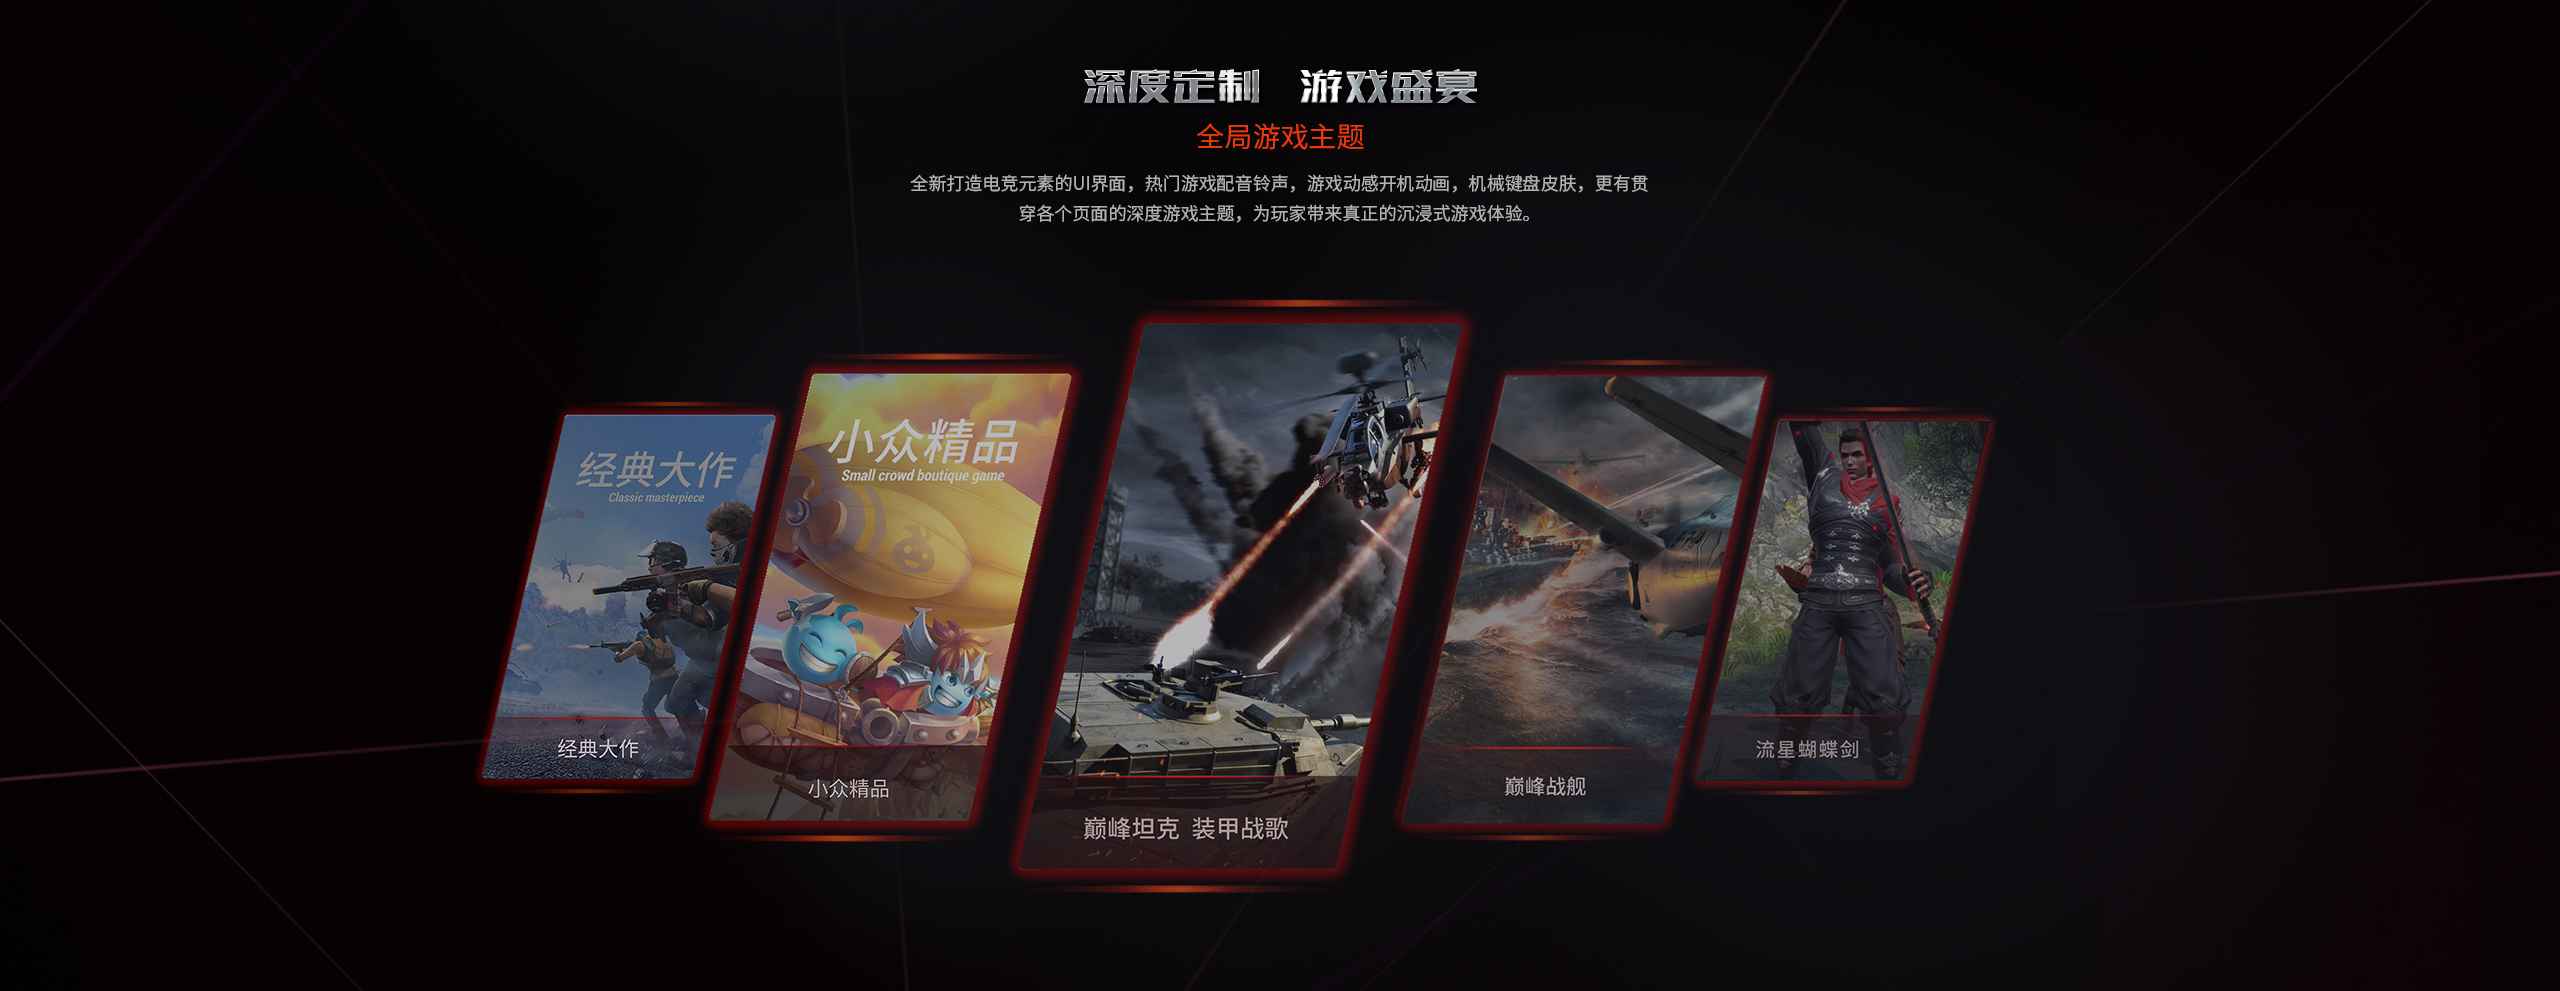 深度定制 游戏盛宴
全局游戏主题
全新打造电竞元素的UI界面，热门游戏配音铃声，游戏动感开机动画，机械键盘皮肤，更有贯
穿各个页面的深度游戏主题，为玩家带来真正的沉浸式游戏体验。
经典大作
Classic masterpiece
经典大作
小众精品
Small crowd boutique game
小众精品
巅峰坦克 装甲战歌
巅峰战舰
流星蝴蝶剑